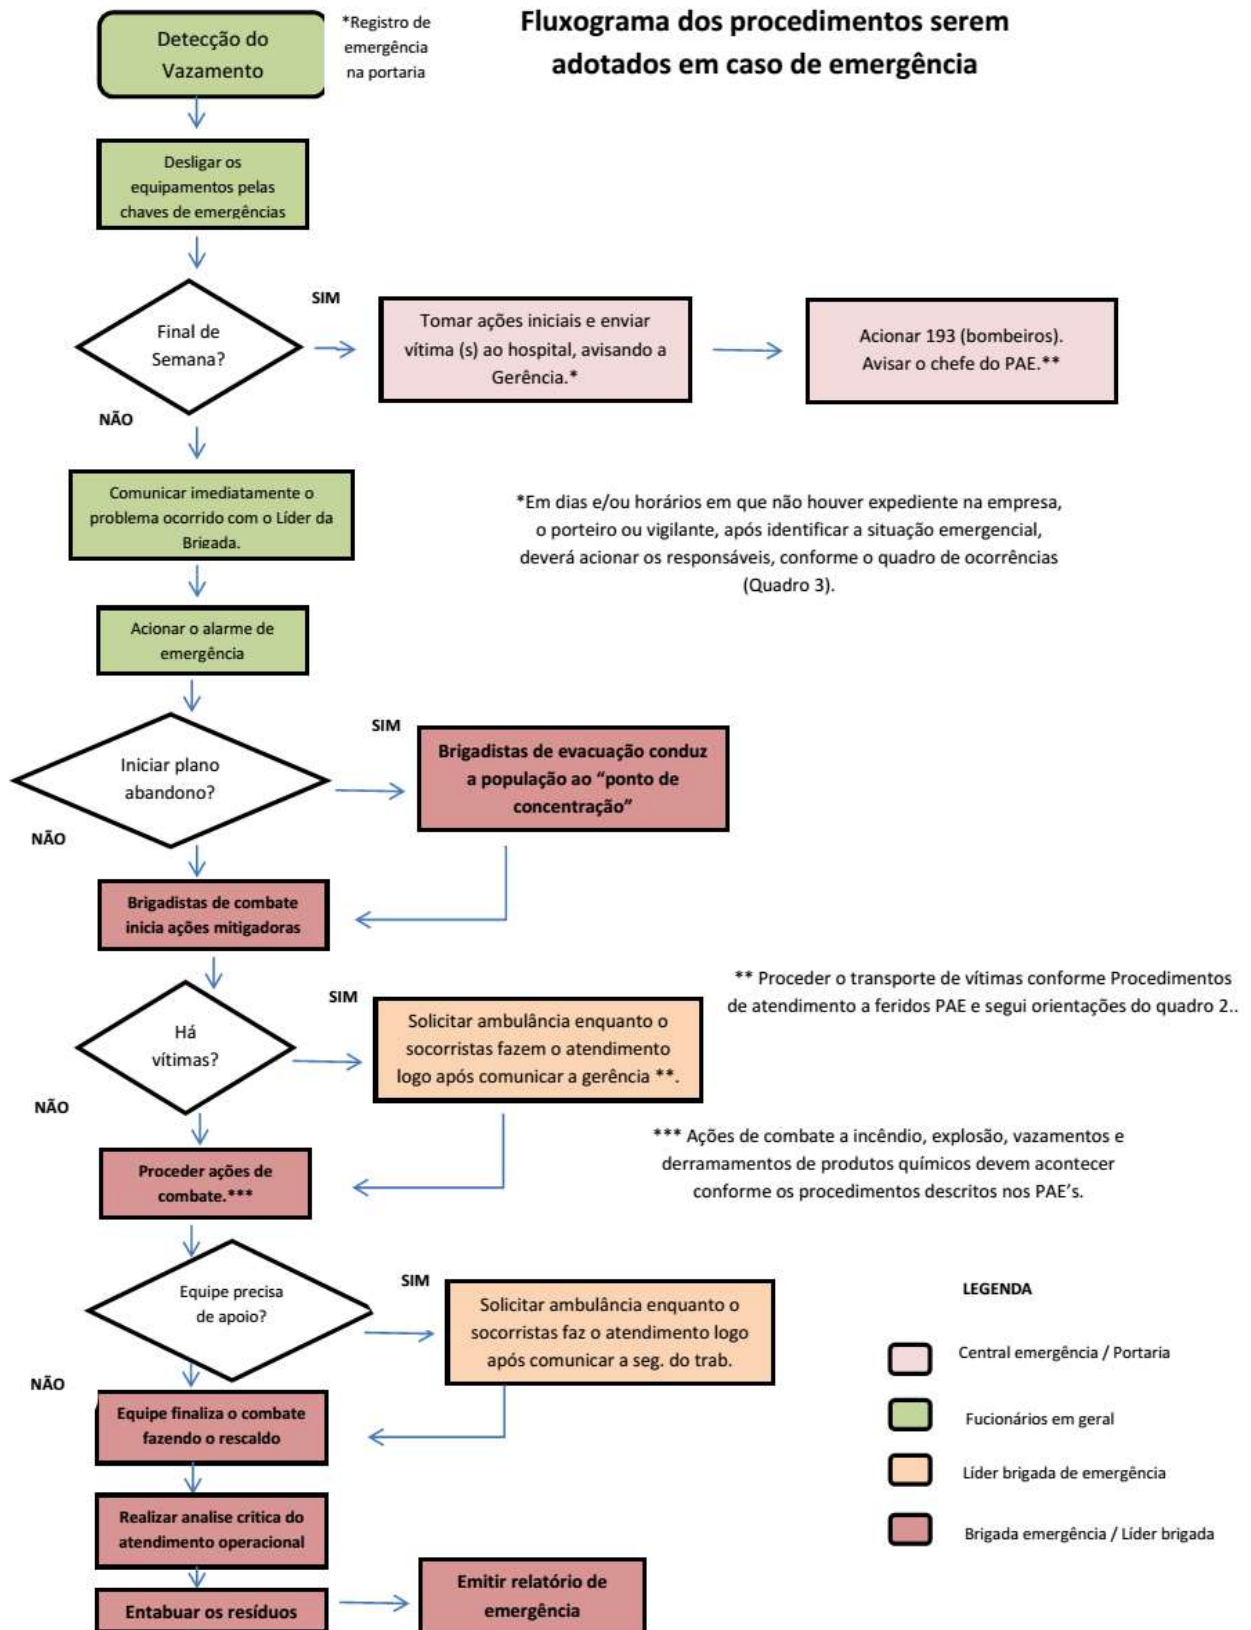 Fluxograma dos procedimentos serem
adotados em caso de emergência
Detecção do
Vazamento
*Registro de
emergência
na portaria
Desligar os
equipamentos pelas
chaves de emergências
Final de
Semana?
SIM
Tomar ações iniciais e enviar
vítima (s) ao hospital, avisando a
Gerência.*
Acionar 193 (bombeiros).
Avisar o chefe do PAE.**
NÃO
Comunicar imediatamente o
problema ocorrido com o Líder da
Brigada.
*Em dias e/ou horários em que não houver expediente na empresa,
o porteiro ou vigilante, após identificar a situação emergencial,
deverá acionar os responsáveis, conforme o quadro de ocorrências
(Quadro 3).
Acionar o alarme de
emergência
Iniciar plano
abandono?
SIM
Brigadistas de evacuação conduz
a população ao “ponto de
concentração”
NÃO
Brigadistas de combate
inicia ações mitigadoras
** Proceder o transporte de vítimas conforme Procedimentos
de atendimento a feridos PAE e segui orientações do quadro 2..
Há
vítimas?
SIM
Solicitar ambulância enquanto o
socorristas fazem o atendimento
logo após comunicar a gerência **.
NÃO
*** Ações de combate a incêndio, explosão, vazamentos e
derramamentos de produtos químicos devem acontecer
conforme os procedimentos descritos nos PAE’s.
Proceder ações de
combate.***
Equipe precisa
de apoio?
SIM
Solicitar ambulância enquanto o
socorristas faz o atendimento logo
após comunicar a seg. do trab.
NÃO
Equipe finaliza o combate
fazendo o rescaldo
Realizar analise critica do
atendimento operacional
Entabuar os resíduos
Emitir relatório de
emergência
LEGENDA
Central emergência / Portaria
Fucionários em geral
Líder brigada de emergência
Brigada emergência / Líder brigada